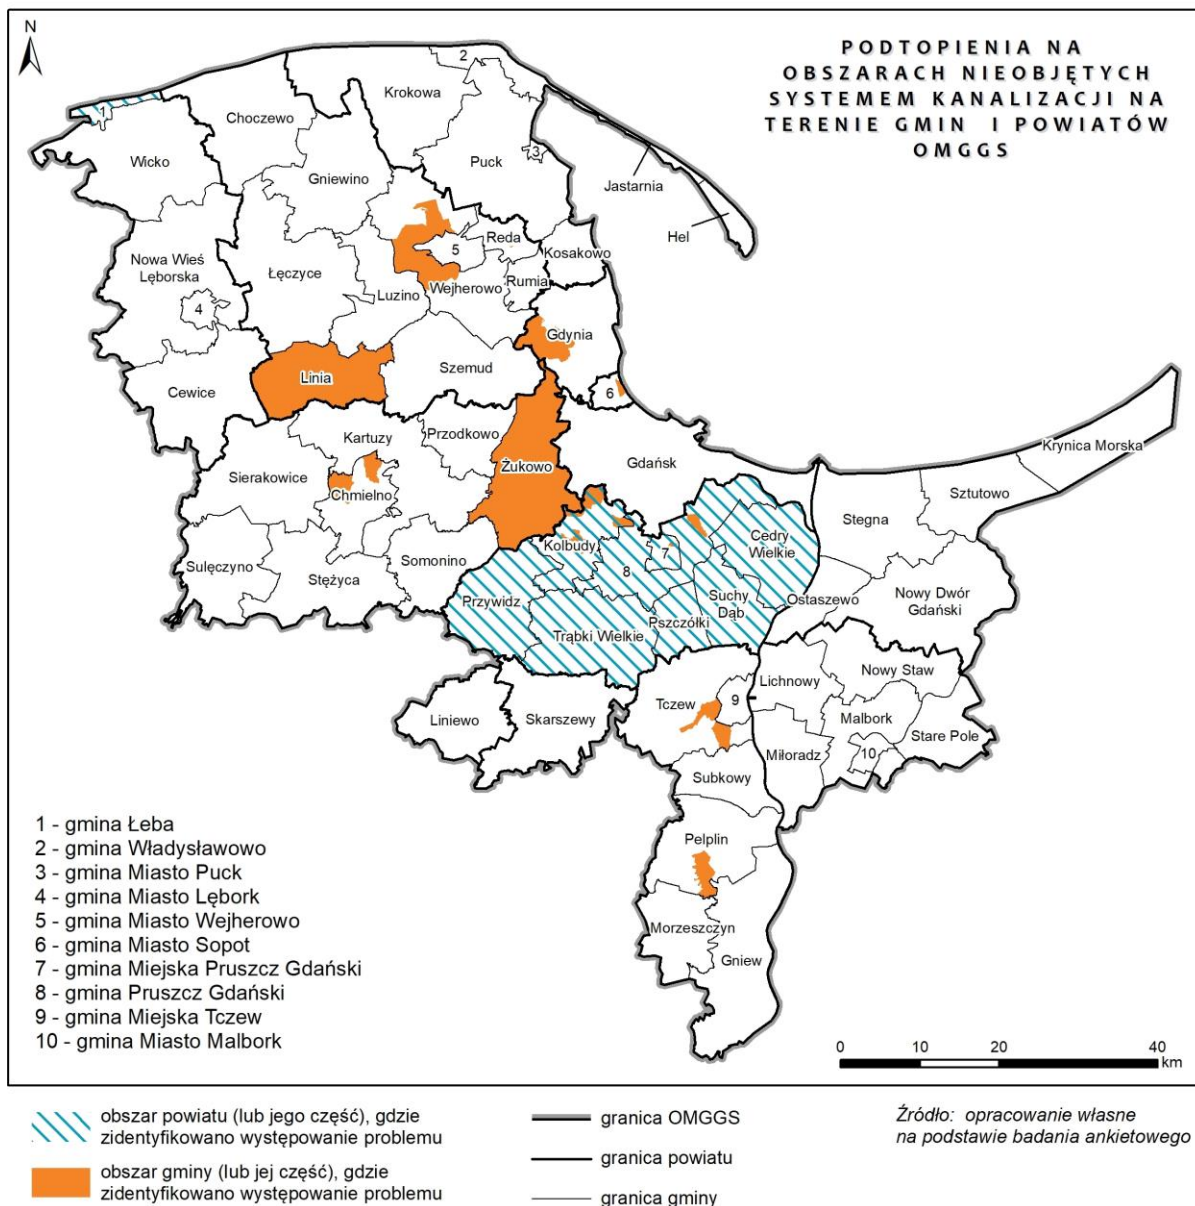 N
PODTOPIENIA NA
OBSZARACH NIEOBJĘTYCH
SYSTEMEM KANALIZACJI NA
TERENIE GMIN I POWIATÓW
OMGGS
2
Krokowa
1
Choczewo
3
Wicko
Puck
Gniewino
Jastarnia
Hel
Reda
5
Kosakowo
Nowa Wieś
Lęborska
Łęczyce
Rumia
Wejherowo
Luzino
4
Gdynia
Szemud
Linia
Cewice
6
Kartuzy
Przodkowo
Krynica Morska
Gdańsk
Żukowo
Sierakowice
Chmielno
Sztutowo
Stegna
Cedry
Wielkie
Kolbudy
7
Somonino
Sulęczyno
8
Stężyca
Nowy Dwór
Gdański
Przywidz
Suchy
Dąb
Ostaszewo
Pszczółki
Trąbki Wielkie
Nowy Staw
Lichnowy
9
Tczew
Liniewo
Skarszewy
Malbork
Stare Pole
Miłoradz
10
Subkowy
Pelplin
Morzeszczyn
Gniew
1 - gmina Łeba
2 - gmina Władysławowo
3 - gmina Miasto Puck
4 - gmina Miasto Lębork
5 - gmina Miasto Wejherowo
6 - gmina Miasto Sopot
7 - gmina Miejska Pruszcz Gdański
8 - gmina Pruszcz Gdański
9 - gmina Miejska Tczew
10 - gmina Miasto Malbork
0 10 20 40
km
obszar powiatu (lub jego część), gdzie
zidentyfikowano występowanie problemu
obszar gminy (lub jej część), gdzie
zidentyfikowano występowanie problemu
granica OMGGS
granica powiatu
granica gminy
Źródło: opracowanie własne
na podstawie badania ankietowego